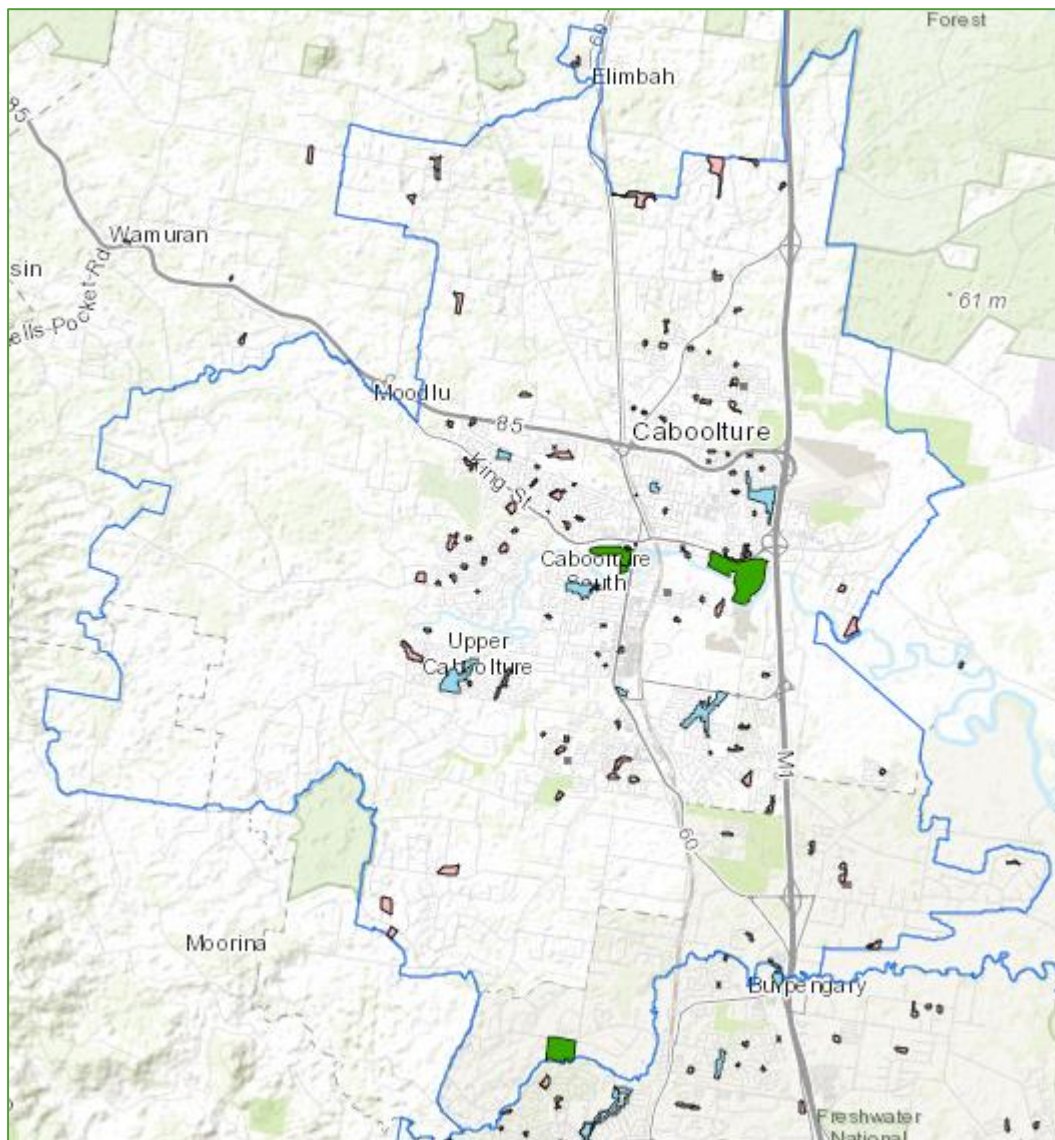 Forest
60
Elimbah
85
Wamuran
sin
ells-Pocket-Rd
61 m
Moodlu
85
Caboolture
King-St
Caboolture
South
Upper
Caboolture
M1
60
Moorina
Burpengary
Freshwater
National